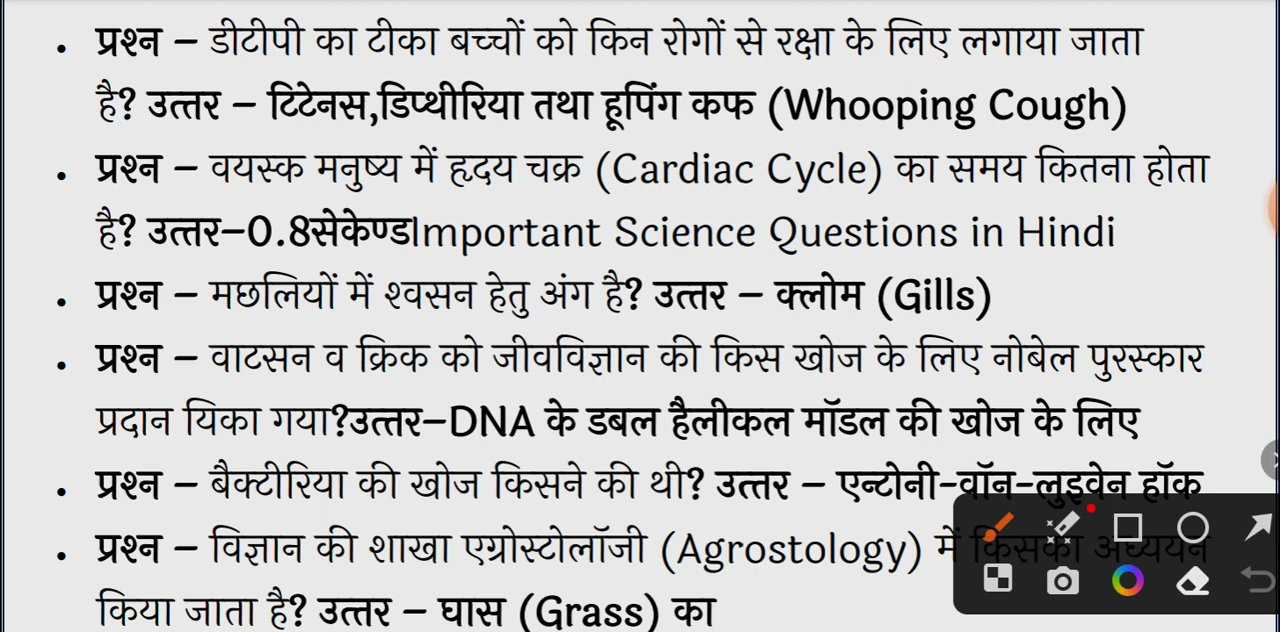 • प्रश्न – डीटीपी का टीका बच्चों को किन रोगों से रक्षा के लिए लगाया जाता
है? उत्तर – टिटेनस,डिप्थीरिया तथा हूपिंग कफ (Whooping Cough)
• प्रश्न – वयस्क मनुष्य में हृदय चक्र (Cardiac Cycle) का समय कितना होता
है? उत्तर–0.8सेकेण्डImportant Science Questions in Hindi
• प्रश्न – मछलियों में श्वसन हेतु अंग है? उत्तर – क्लोम (Gills)
• प्रश्न – वाटसन व क्रिक को जीवविज्ञान की किस खोज के लिए नोबेल पुरस्कार
प्रदान यिका गया?उत्तर–DNA के डबल हैलीकल मॉडल की खोज के लिए
• प्रश्न – बैक्टीरिया की खोज किसने की थी? उत्तर – एन्टोनी-वॉन-लुइवेन हॉक
• प्रश्न – विज्ञान की शाखा एग्रोस्टोलॉजी (Agrostology) में किसका अध्ययन
किया जाता है? उत्तर – घास (Grass) का